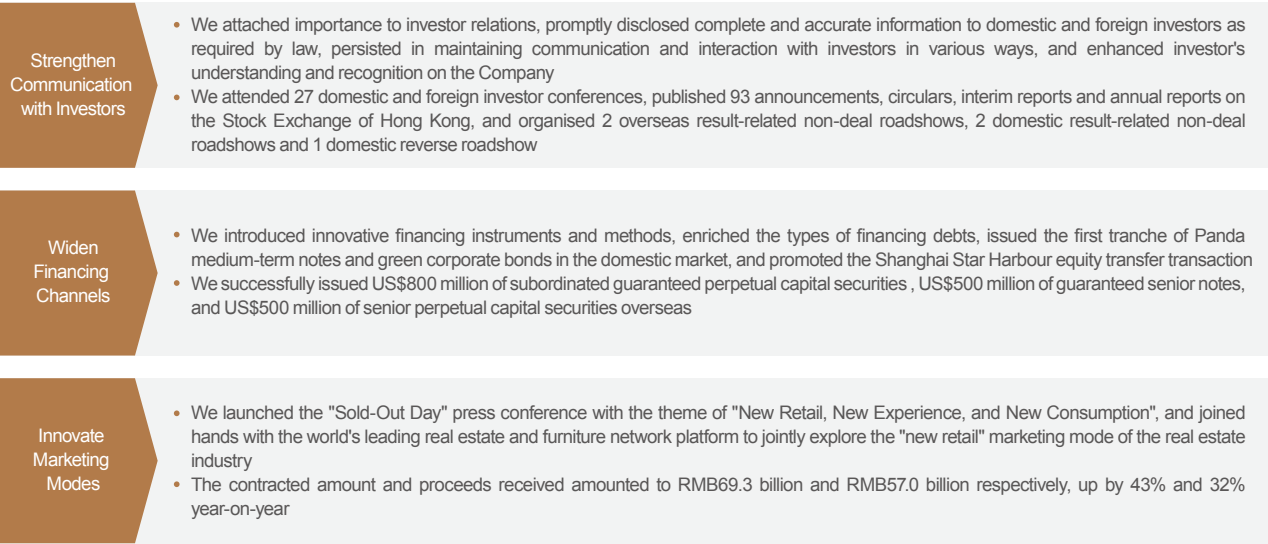 Strengthen
Communication
with Investors
• We attached importance to investor relations, promptly disclosed complete and accurate information to domestic and foreign investors as
required by law, persisted in maintaining communication and interaction with investors in various ways, and enhanced investor's
understanding and recognition on the Company
• We attended 27 domestic and foreign investor conferences, published 93 announcements, circulars, interim reports and annual reports on
the Stock Exchange of Hong Kong, and organised 2 overseas result-related non-deal roadshows, 2 domestic result-related non-deal
roadshows and 1 domestic reverse roadshow
Widen
Financing
Channels
• We introduced innovative financing instruments and methods, enriched the types of financing debts, issued the first tranche of Panda
medium-term notes and green corporate bonds in the domestic market, and promoted the Shanghai Star Harbour equity transfer transaction
• We successfully issued US$800 million of subordinated guaranteed perpetual capital securities , US$500 million of guaranteed senior notes,
and US$500 million of senior perpetual capital securities overseas
Innovate
Marketing
Modes
• We launched the "Sold-Out Day" press conference with the theme of "New Retail, New Experience, and New Consumption", and joined
hands with the world's leading real estate and furniture network platform to jointly explore the "new retail" marketing mode of the real estate
industry
• The contracted amount and proceeds received amounted to RMB69.3 billion and RMB57.0 billion respectively, up by 43% and 32%
year-on-year